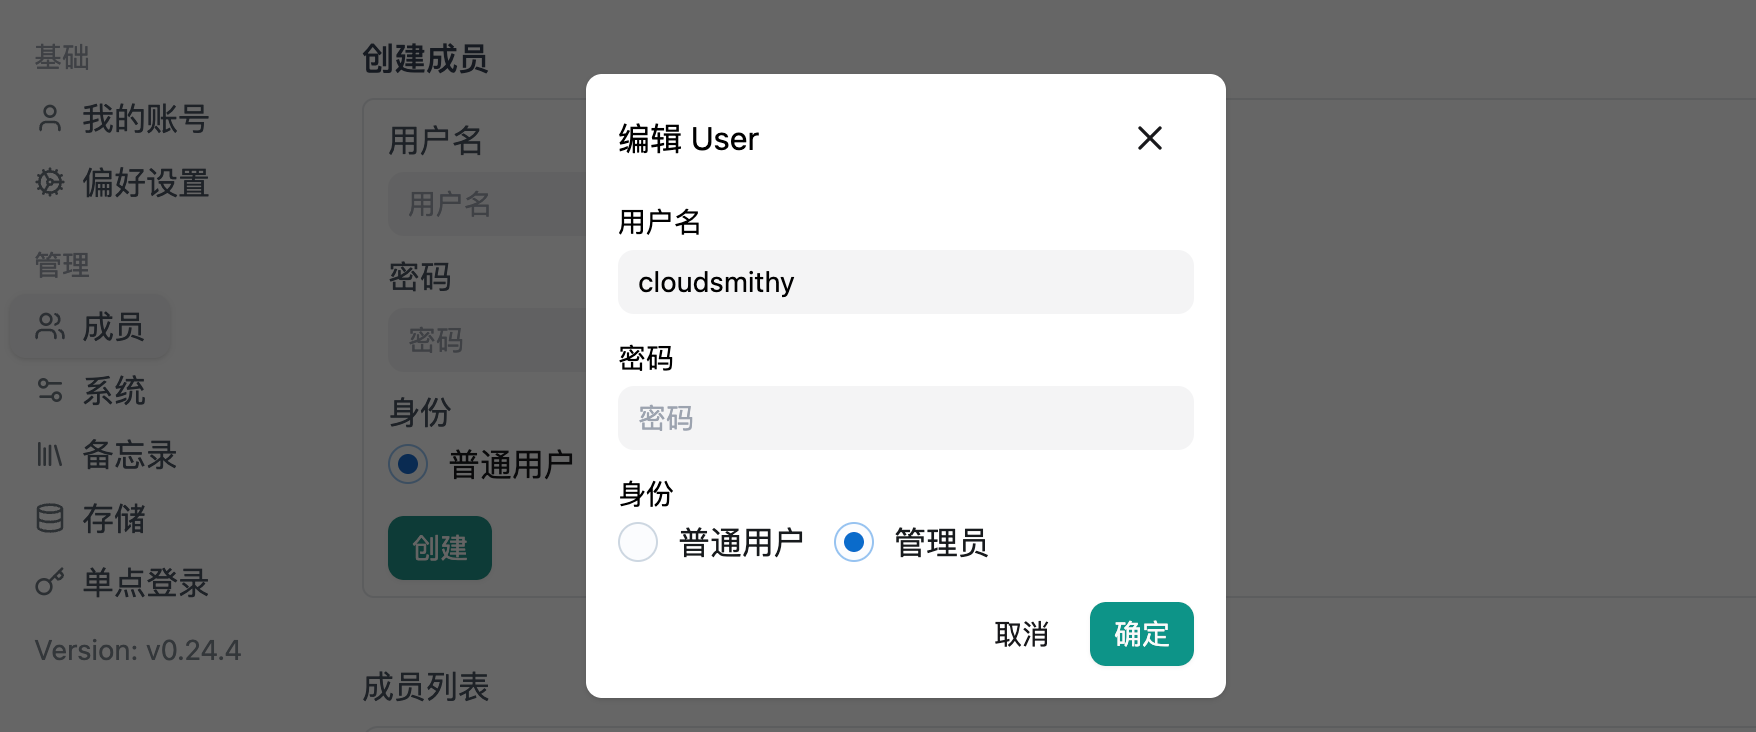 基础
我的账号
偏好设置
管理
成员
系统
备忘录
存储
单点登录
Version: v0.24.4
创建成员
用户名
用户名
密码
密码
身份
普通用户
创建
成员列表
编辑 User
用户名
cloudsmithy
密码
密码
身份
普通用户 管理员
取消 确定